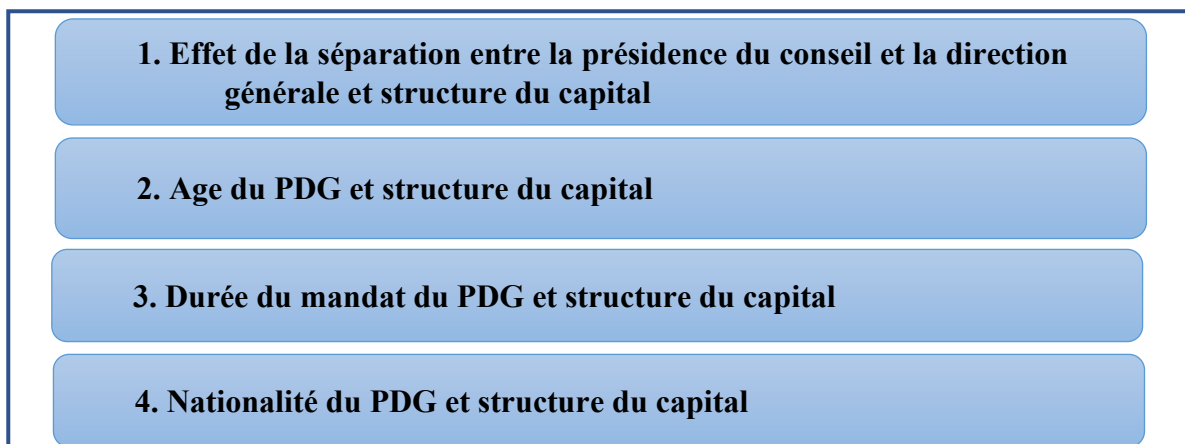 1. Effet de la séparation entre la présidence du conseil et la direction
générale et structure du capital
2. Age du PDG et structure du capital
3. Durée du mandat du PDG et structure du capital
4. Nationalité du PDG et structure du capital